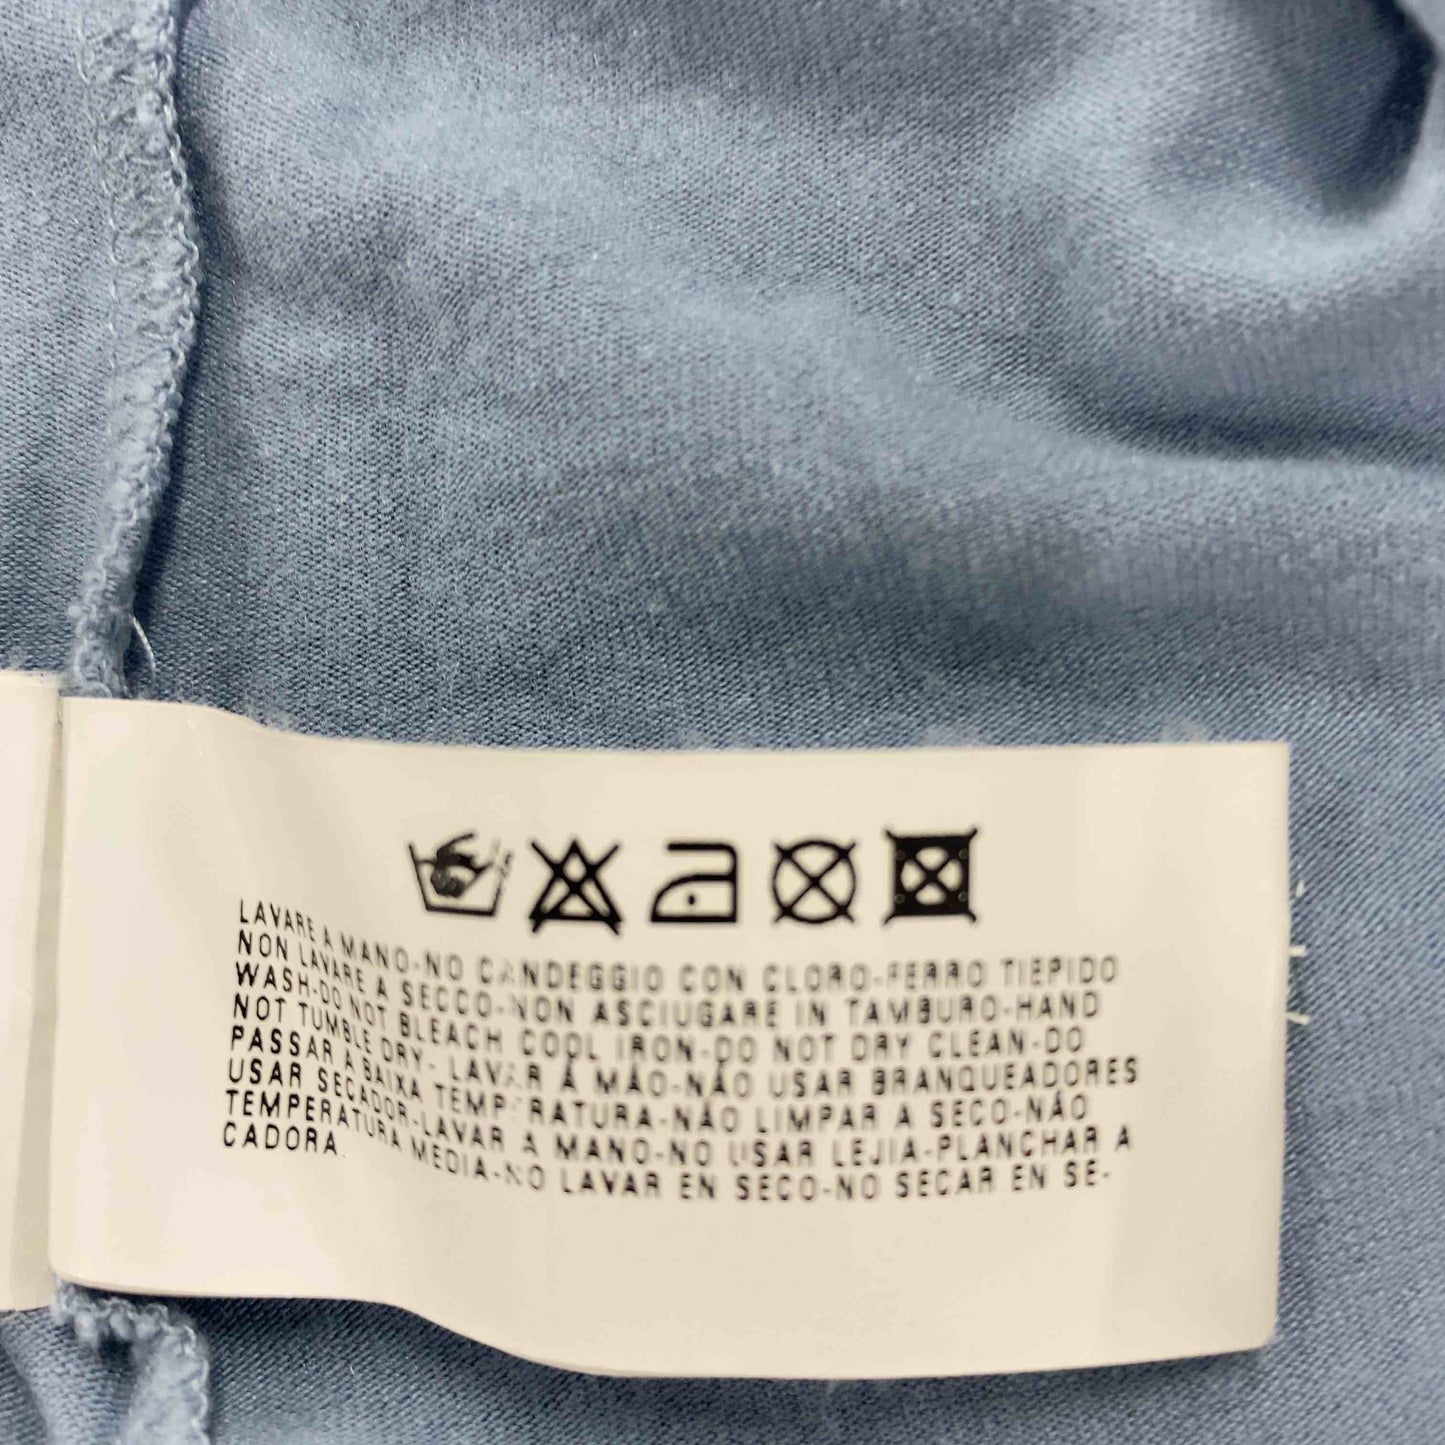 LAVARE A MANO-NO CANDEGGIO CON CLORO-FERRO TIEPIDO
NON LAVARE A SECCO-NON ASCIUGARE IN TAMBURO-HAND
WASH-DO NOT BLEACH COOL IRON-DO NOT DRY CLEAN-DO
NOT TUMBLE DRY- LAVAR À MÃO-NÃO USAR BRANQUEADORES
PASSAR A BAIXA TEMPERATURA-NÃO LIMPAR A SECO-NÃO
USAR SECADOR-LAVAR A MANO-NO USAR LEJIA-PLANCHAR A
TEMPERATURA MEDIA-NO LAVAR EN SECO-NO SECAR EN SE-
CADORA.